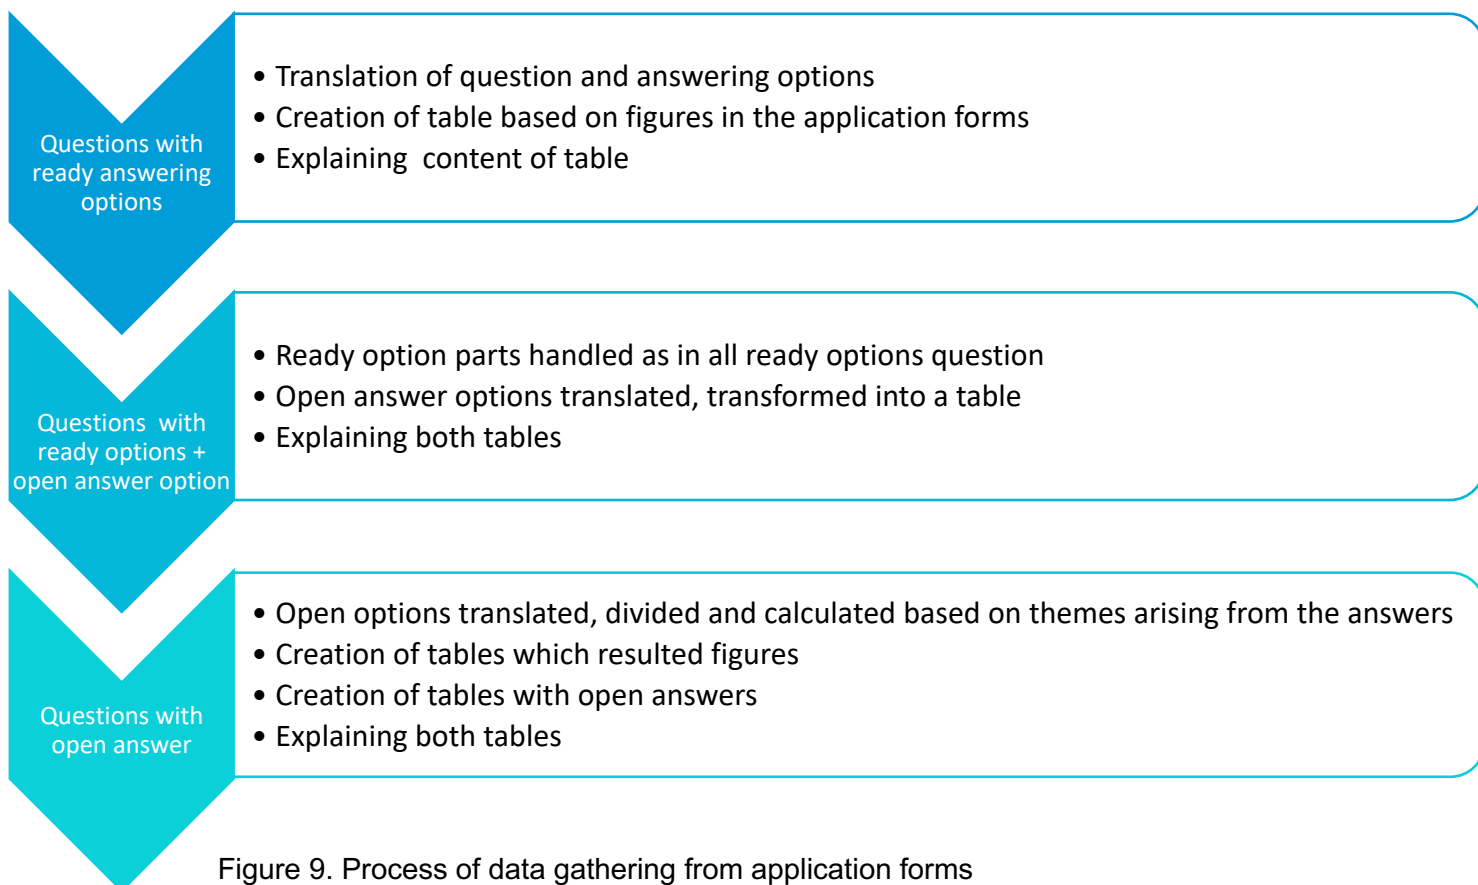 Questions with
ready answering
options
• Translation of question and answering options
• Creation of table based on figures in the application forms
• Explaining  content of table
Questions  with
ready options +
open answer option
• Ready option parts handled as in all ready options question
• Open answer options translated, transformed into a table
• Explaining both tables
Questions with
open answer
• Open options translated, divided and calculated based on themes arising from the answers
• Creation of tables which resulted figures
• Creation of tables with open answers
• Explaining both tables
Figure 9. Process of data gathering from application forms